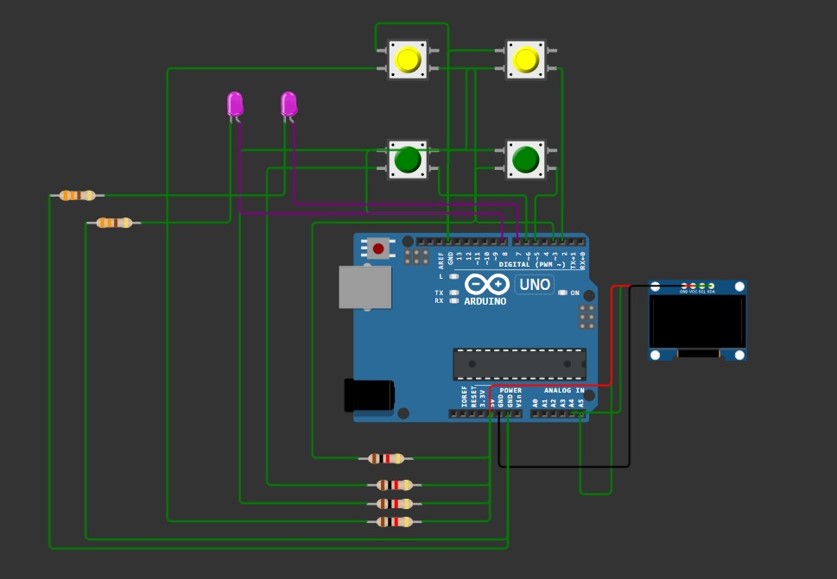 AREF
GND
13
12
~11
~10
~9
8
7
~6
~5
4
~3
2
TX→1
RX←0
DIGITAL (PWM ~)
L
TX
RX
UNO
ON
ARDUINO
GND VCC SCL SDA
POWER
ANALOG IN
IOREF
RESET
3.3V
5V
GND
GND
Vin
A0
A1
A2
A3
A4
A5